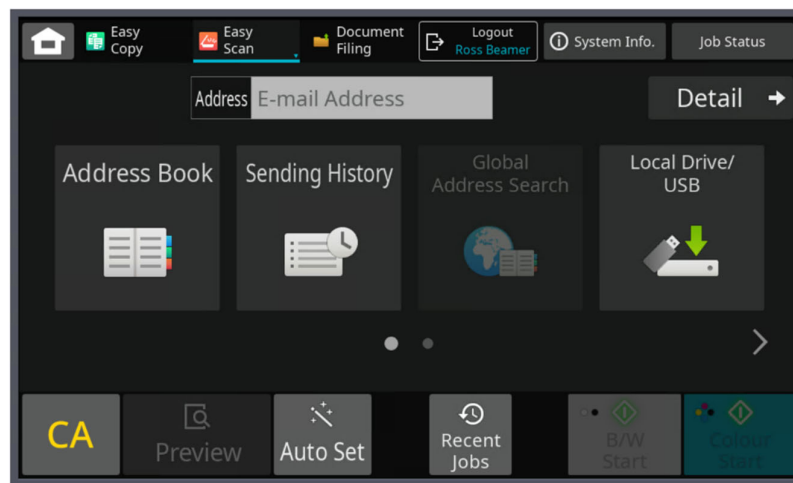 Easy
Copy
Easy
Scan
Document
Filing
Logout
Ross Beamer
System Info.
Job Status
Address
E-mail Address
Detail
Address Book
Sending History
Global
Address Search
Local Drive/
USB
CA
Preview
Auto Set
Recent
Jobs
B/W
Start
Colour
Start